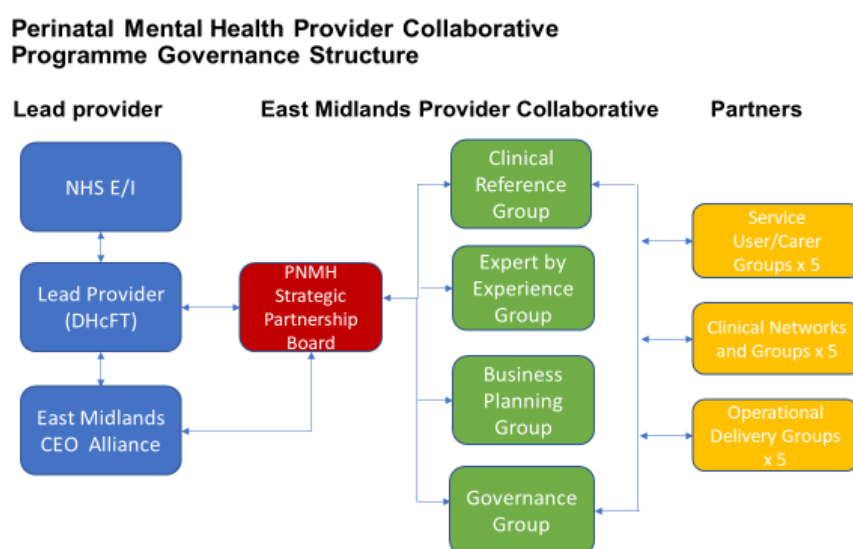 Perinatal Mental Health Provider Collaborative
Programme Governance Structure
Lead provider
East Midlands Provider Collaborative
Partners
NHS E/I
Lead Provider
(DHcFT)
East Midlands
CEO Alliance
PNMH
Strategic
Partnership
Board
Clinical
Reference
Group
Expert by
Experience
Group
Business
Planning
Group
Governance
Group
Service
User/Carer
Groups x 5
Clinical Networks
and Groups x 5
Operational
Delivery Groups
x 5